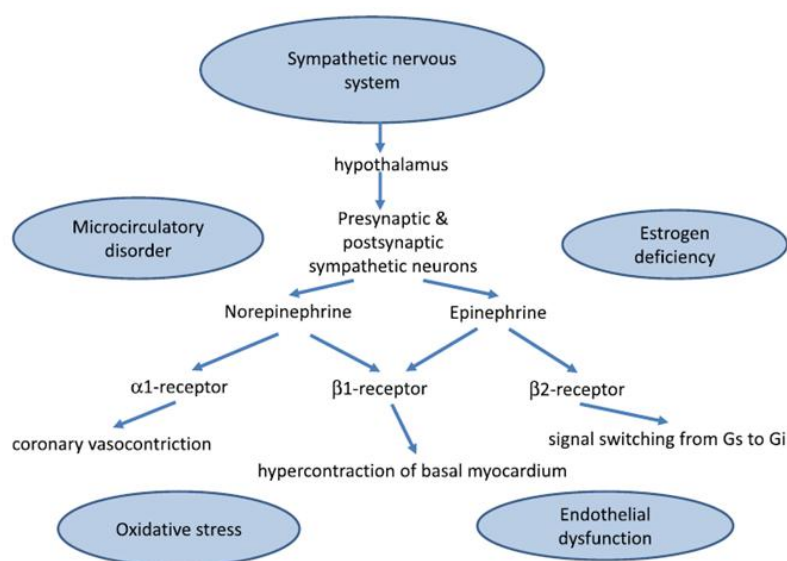 Sympathetic nervous
system
hypothalamus
Microcirculatory
disorder
Presynaptic &
postsynaptic
sympathetic neurons
Estrogen
deficiency
Norepinephrine
Epinephrine
α1-receptor
β1-receptor
β2-receptor
coronary vasocontriction
signal switching from Gs to Gi
hypercontraction of basal myocardium
Oxidative stress
Endothelial
dysfunction